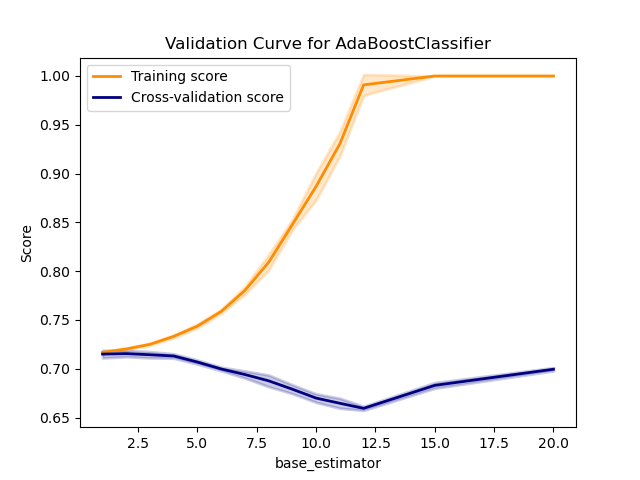 Validation Curve for AdaBoostClassifier
Training score
Cross-validation score
Score
1.00
0.95
0.90
0.85
0.80
0.75
0.70
0.65
2.5 5.0 7.5 10.0 12.5 15.0 17.5 20.0
base_estimator